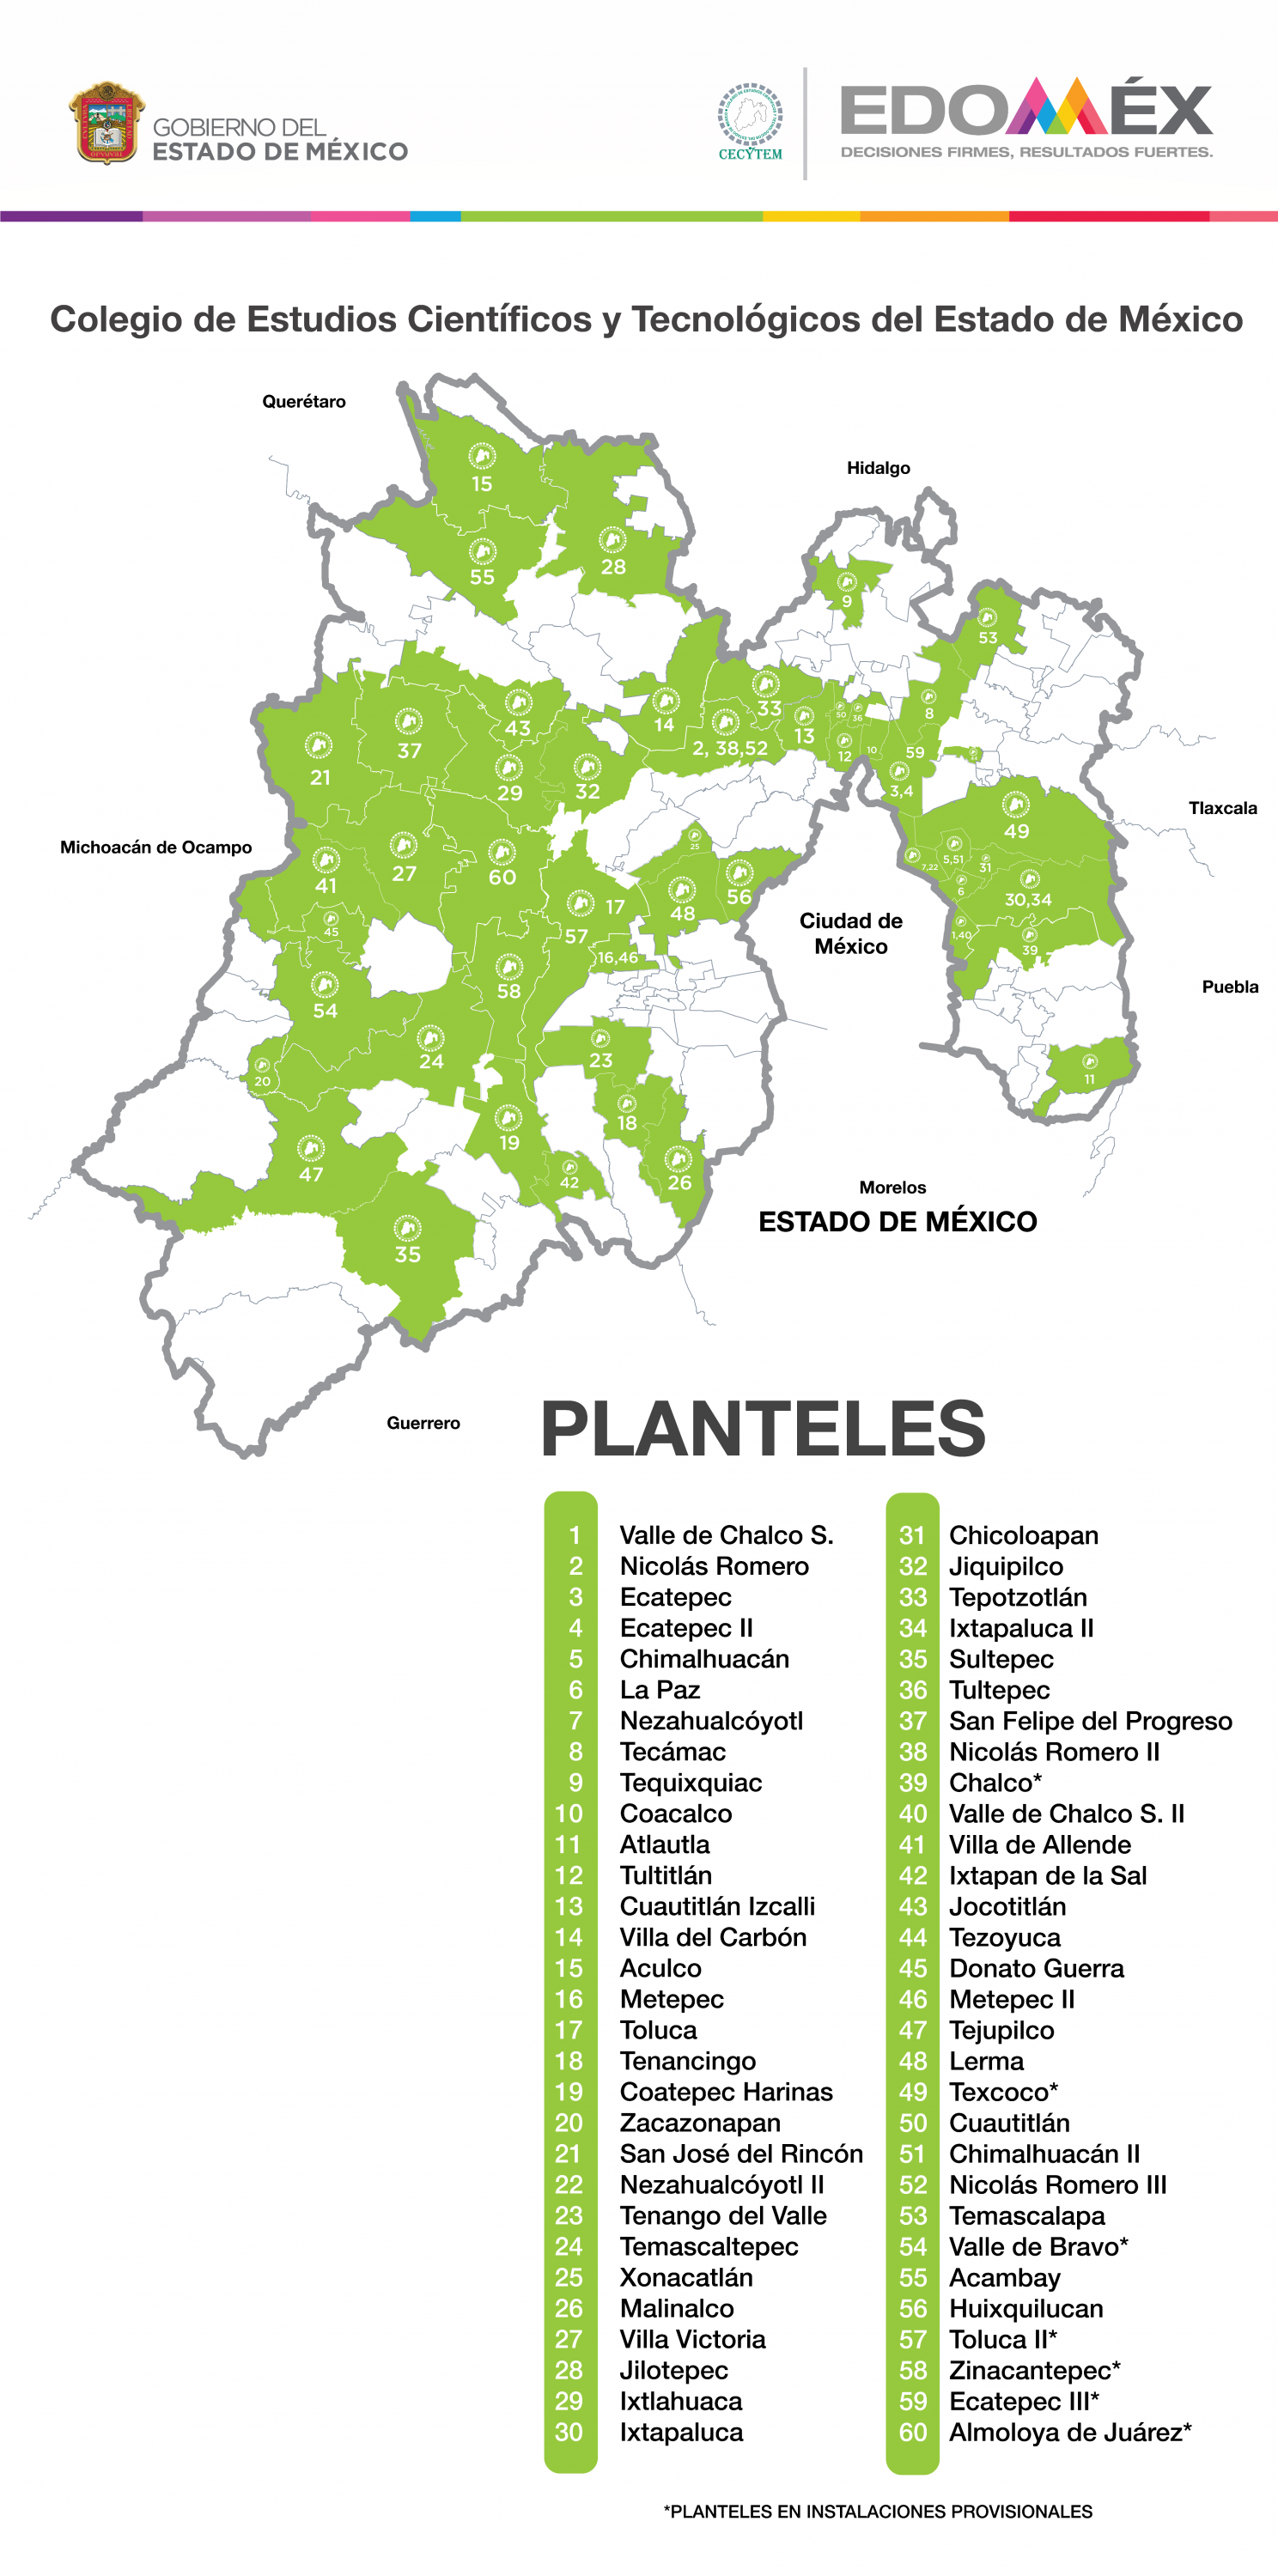 GOBIERNO DEL
ESTADO DE MÉXICO
CECYTEM
EDOMÉX
DECISIONES FIRMES, RESULTADOS FUERTES.
Colegio de Estudios Científicos y Tecnológicos del Estado de México
Querétaro
Hidalgo
15
55
28
9
53
14
33
2, 38,52
13
50
36
12
10
8
59
3,4
43
37
21
29
32
Tlaxcala
49
Michoacán de Ocampo
25
5,51
31
7,22
6
30,34
41
27
60
56
48
17
57
45
16,46
Ciudad de
México
1,40
39
Puebla
58
54
24
23
20
11
18
19
47
42
26
Morelos
ESTADO DE MÉXICO
35
Guerrero
PLANTELES
1 Valle de Chalco S.
2 Nicolás Romero
3 Ecatepec
4 Ecatepec II
5 Chimalhuacán
6 La Paz
7 Nezahualcóyotl
8 Tecámac
9 Tequixquiac
10 Coacalco
11 Atlautla
12 Tultitlán
13 Cuautitlán Izcalli
14 Villa del Carbón
15 Aculco
16 Metepec
17 Toluca
18 Tenancingo
19 Coatepec Harinas
20 Zacazonapan
21 San José del Rincón
22 Nezahualcóyotl II
23 Tenango del Valle
24 Temascaltepec
25 Xonacatlán
26 Malinalco
27 Villa Victoria
28 Jilotepec
29 Ixtlahuaca
30 Ixtapaluca
31 Chicoloapan
32 Jiquipilco
33 Tepotzotlán
34 Ixtapaluca II
35 Sultepec
36 Tultepec
37 San Felipe del Progreso
38 Nicolás Romero II
39 Chalco*
40 Valle de Chalco S. II
41 Villa de Allende
42 Ixtapan de la Sal
43 Jocotitlán
44 Tezoyuca
45 Donato Guerra
46 Metepec II
47 Tejupilco
48 Lerma
49 Texcoco*
50 Cuautitlán
51 Chimalhuacán II
52 Nicolás Romero III
53 Temascalapa
54 Valle de Bravo*
55 Acambay
56 Huixquilucan
57 Toluca II*
58 Zinacantepec*
59 Ecatepec III*
60 Almoloya de Juárez*
*PLANTELES EN INSTALACIONES PROVISIONALES